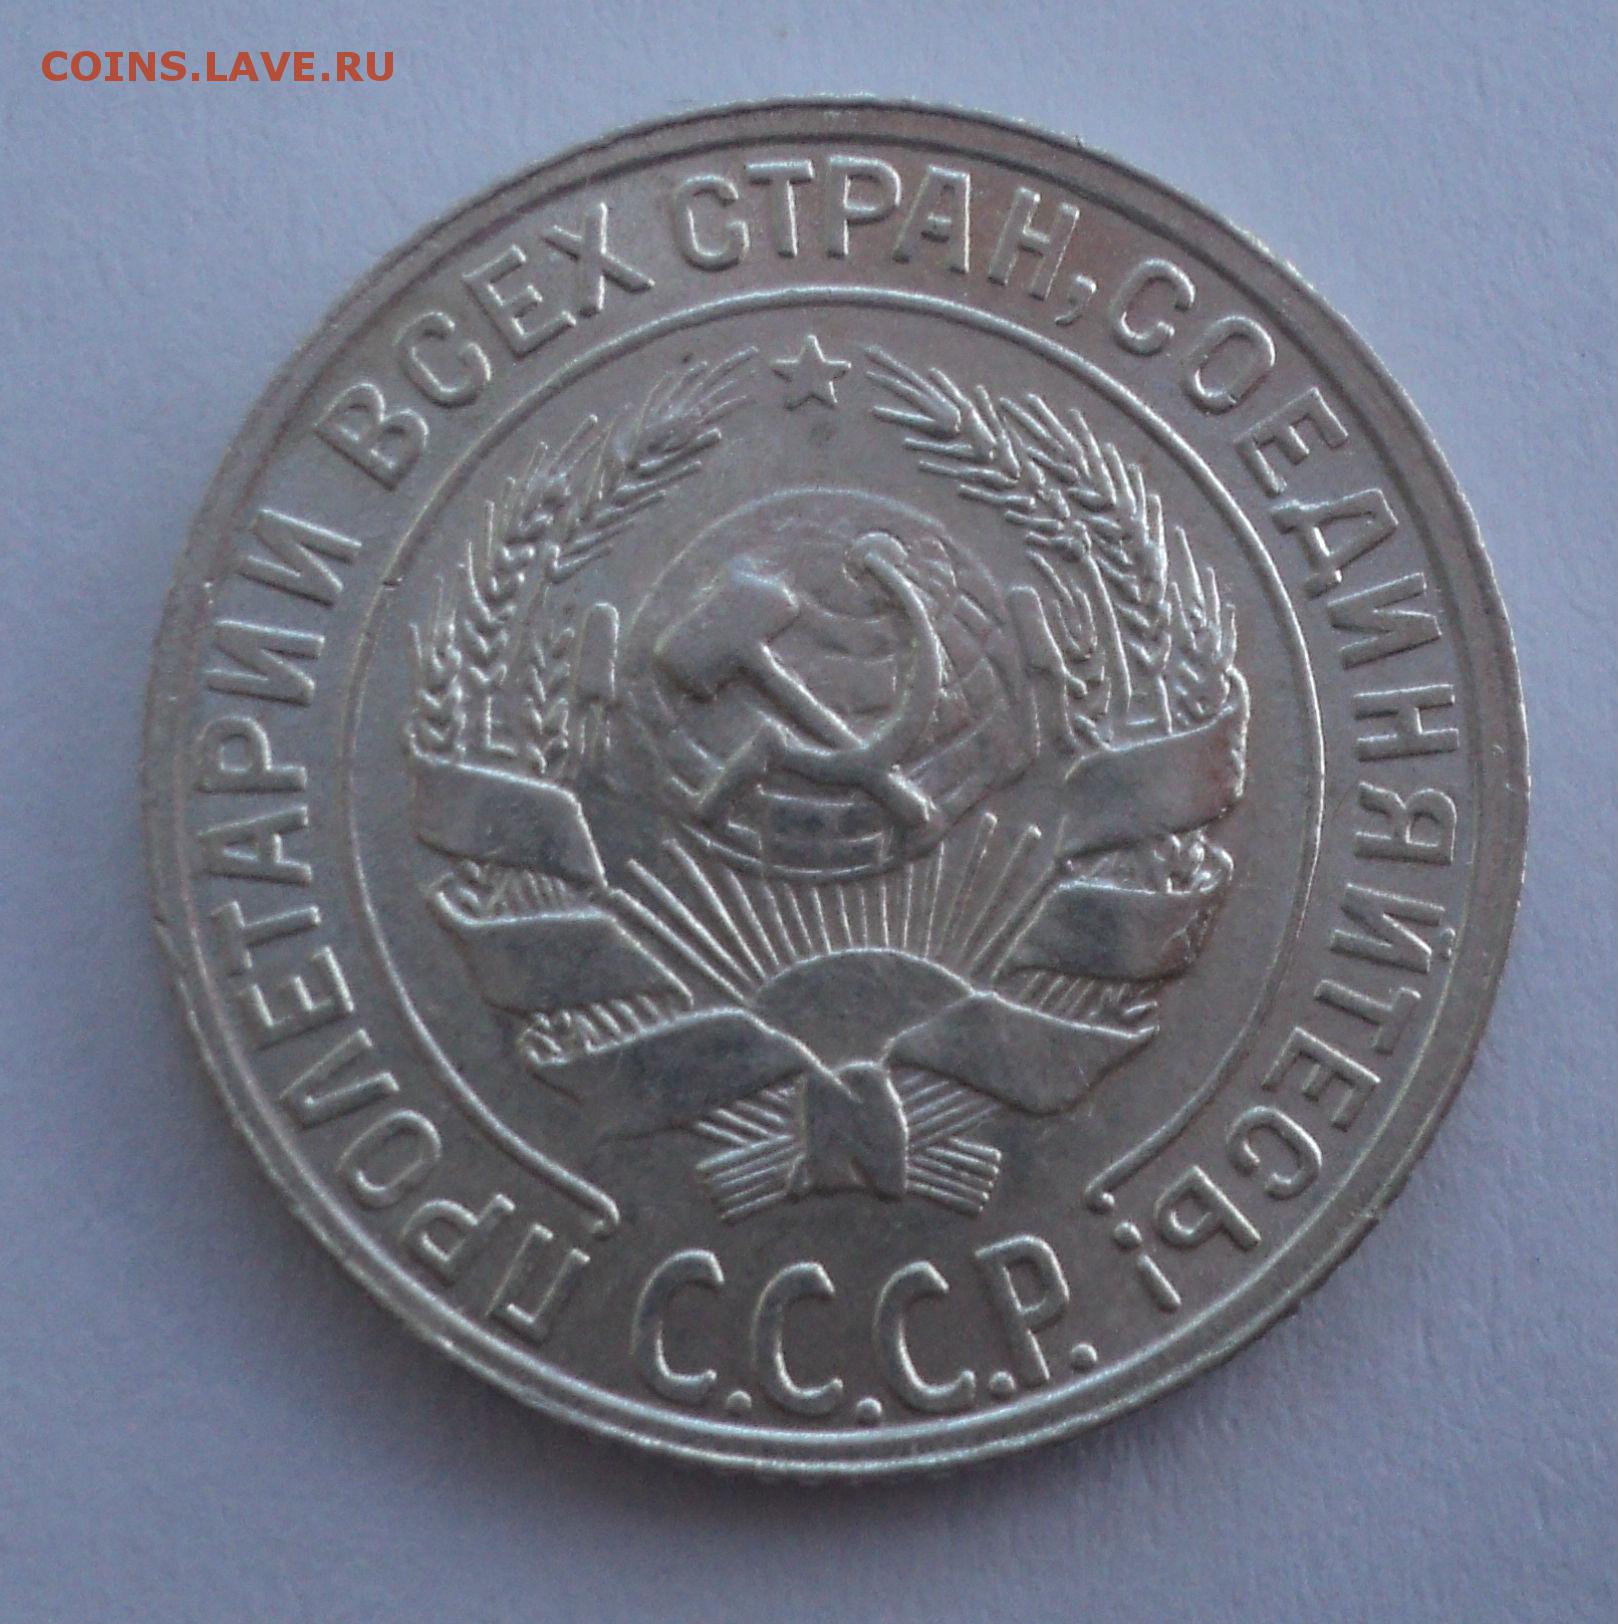 COINS.LAVE.RU
ПРОЛЕТАРИИ ВСЕХ СТРАН, СОЕДИНЯЙТЕСЬ!
С.С.С.Р.